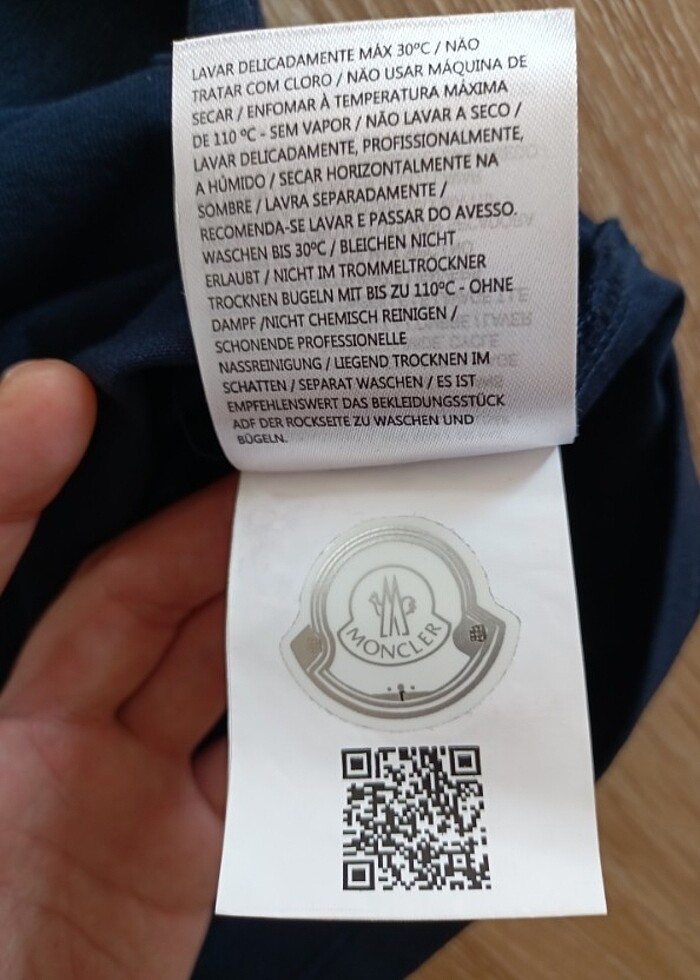 LAVAR DELICADAMENTE MÁX 30ºC / NÃO
TRATAR COM CLORO / NÃO USAR MÁQUINA DE
SECAR / ENFOMAR À TEMPERATURA MÁXIMA
DE 110 ºC - SEM VAPOR / NÃO LAVAR A SECO /
LAVAR DELICADAMENTE, PROFISSIONALMENTE,
A HÚMIDO / SECAR HORIZONTALMENTE NA
SOMBRE / LAVRA SEPARADAMENTE /
RECOMENDA-SE LAVAR E PASSAR DO AVESSO.
WASCHEN BIS 30ºC / BLEICHEN NICHT
ERLAUBT / NICHT IM TROMMELTROCKNER
TROCKNEN BUGELN MIT BIS ZU 110ºC - OHNE
DAMPF /NICHT CHEMISCH REINIGEN /
SCHONENDE PROFESSIONELLE
NASSREINIGUNG / LIEGEND TROCKNEN IM
SCHATTEN / SEPARAT WASCHEN / ES IST
EMPFEHLENSWERT DAS BEKLEIDUNGSSTÜCK
ADF DER ROCKSEITE ZU WASCHEN UND
BÜGELN.
MONCLER